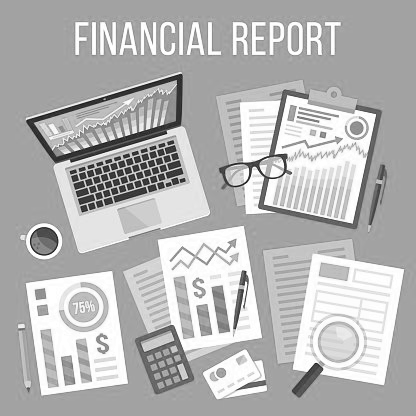 FINANCIAL REPORT
$
75%
$